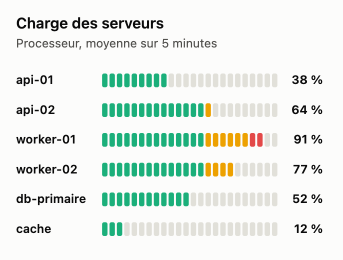 Charge des serveurs
Processeur, moyenne sur 5 minutes
api-01 38 %
api-02 64 %
worker-01 91 %
worker-02 77 %
db-primaire 52 %
cache 12 %